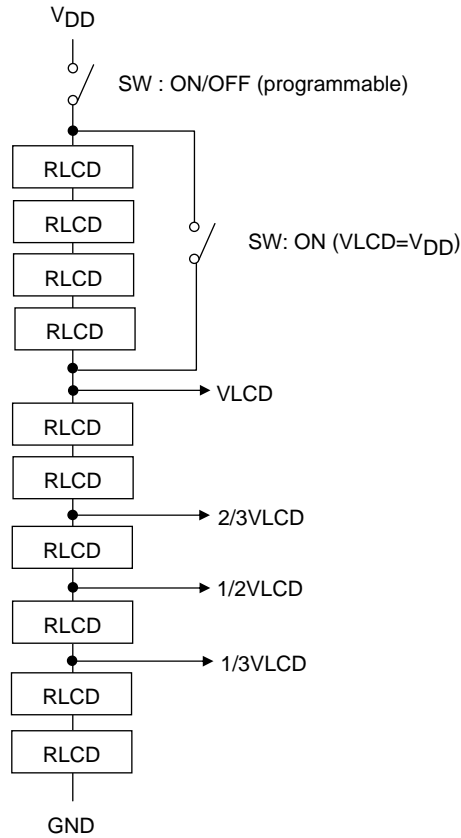 VDD
SW : ON/OFF (programmable)
RLCD
RLCD
SW: ON (VLCD=VDD)
RLCD
RLCD
VLCD
RLCD
RLCD
2/3VLCD
RLCD
1/2VLCD
RLCD
1/3VLCD
RLCD
RLCD
GND